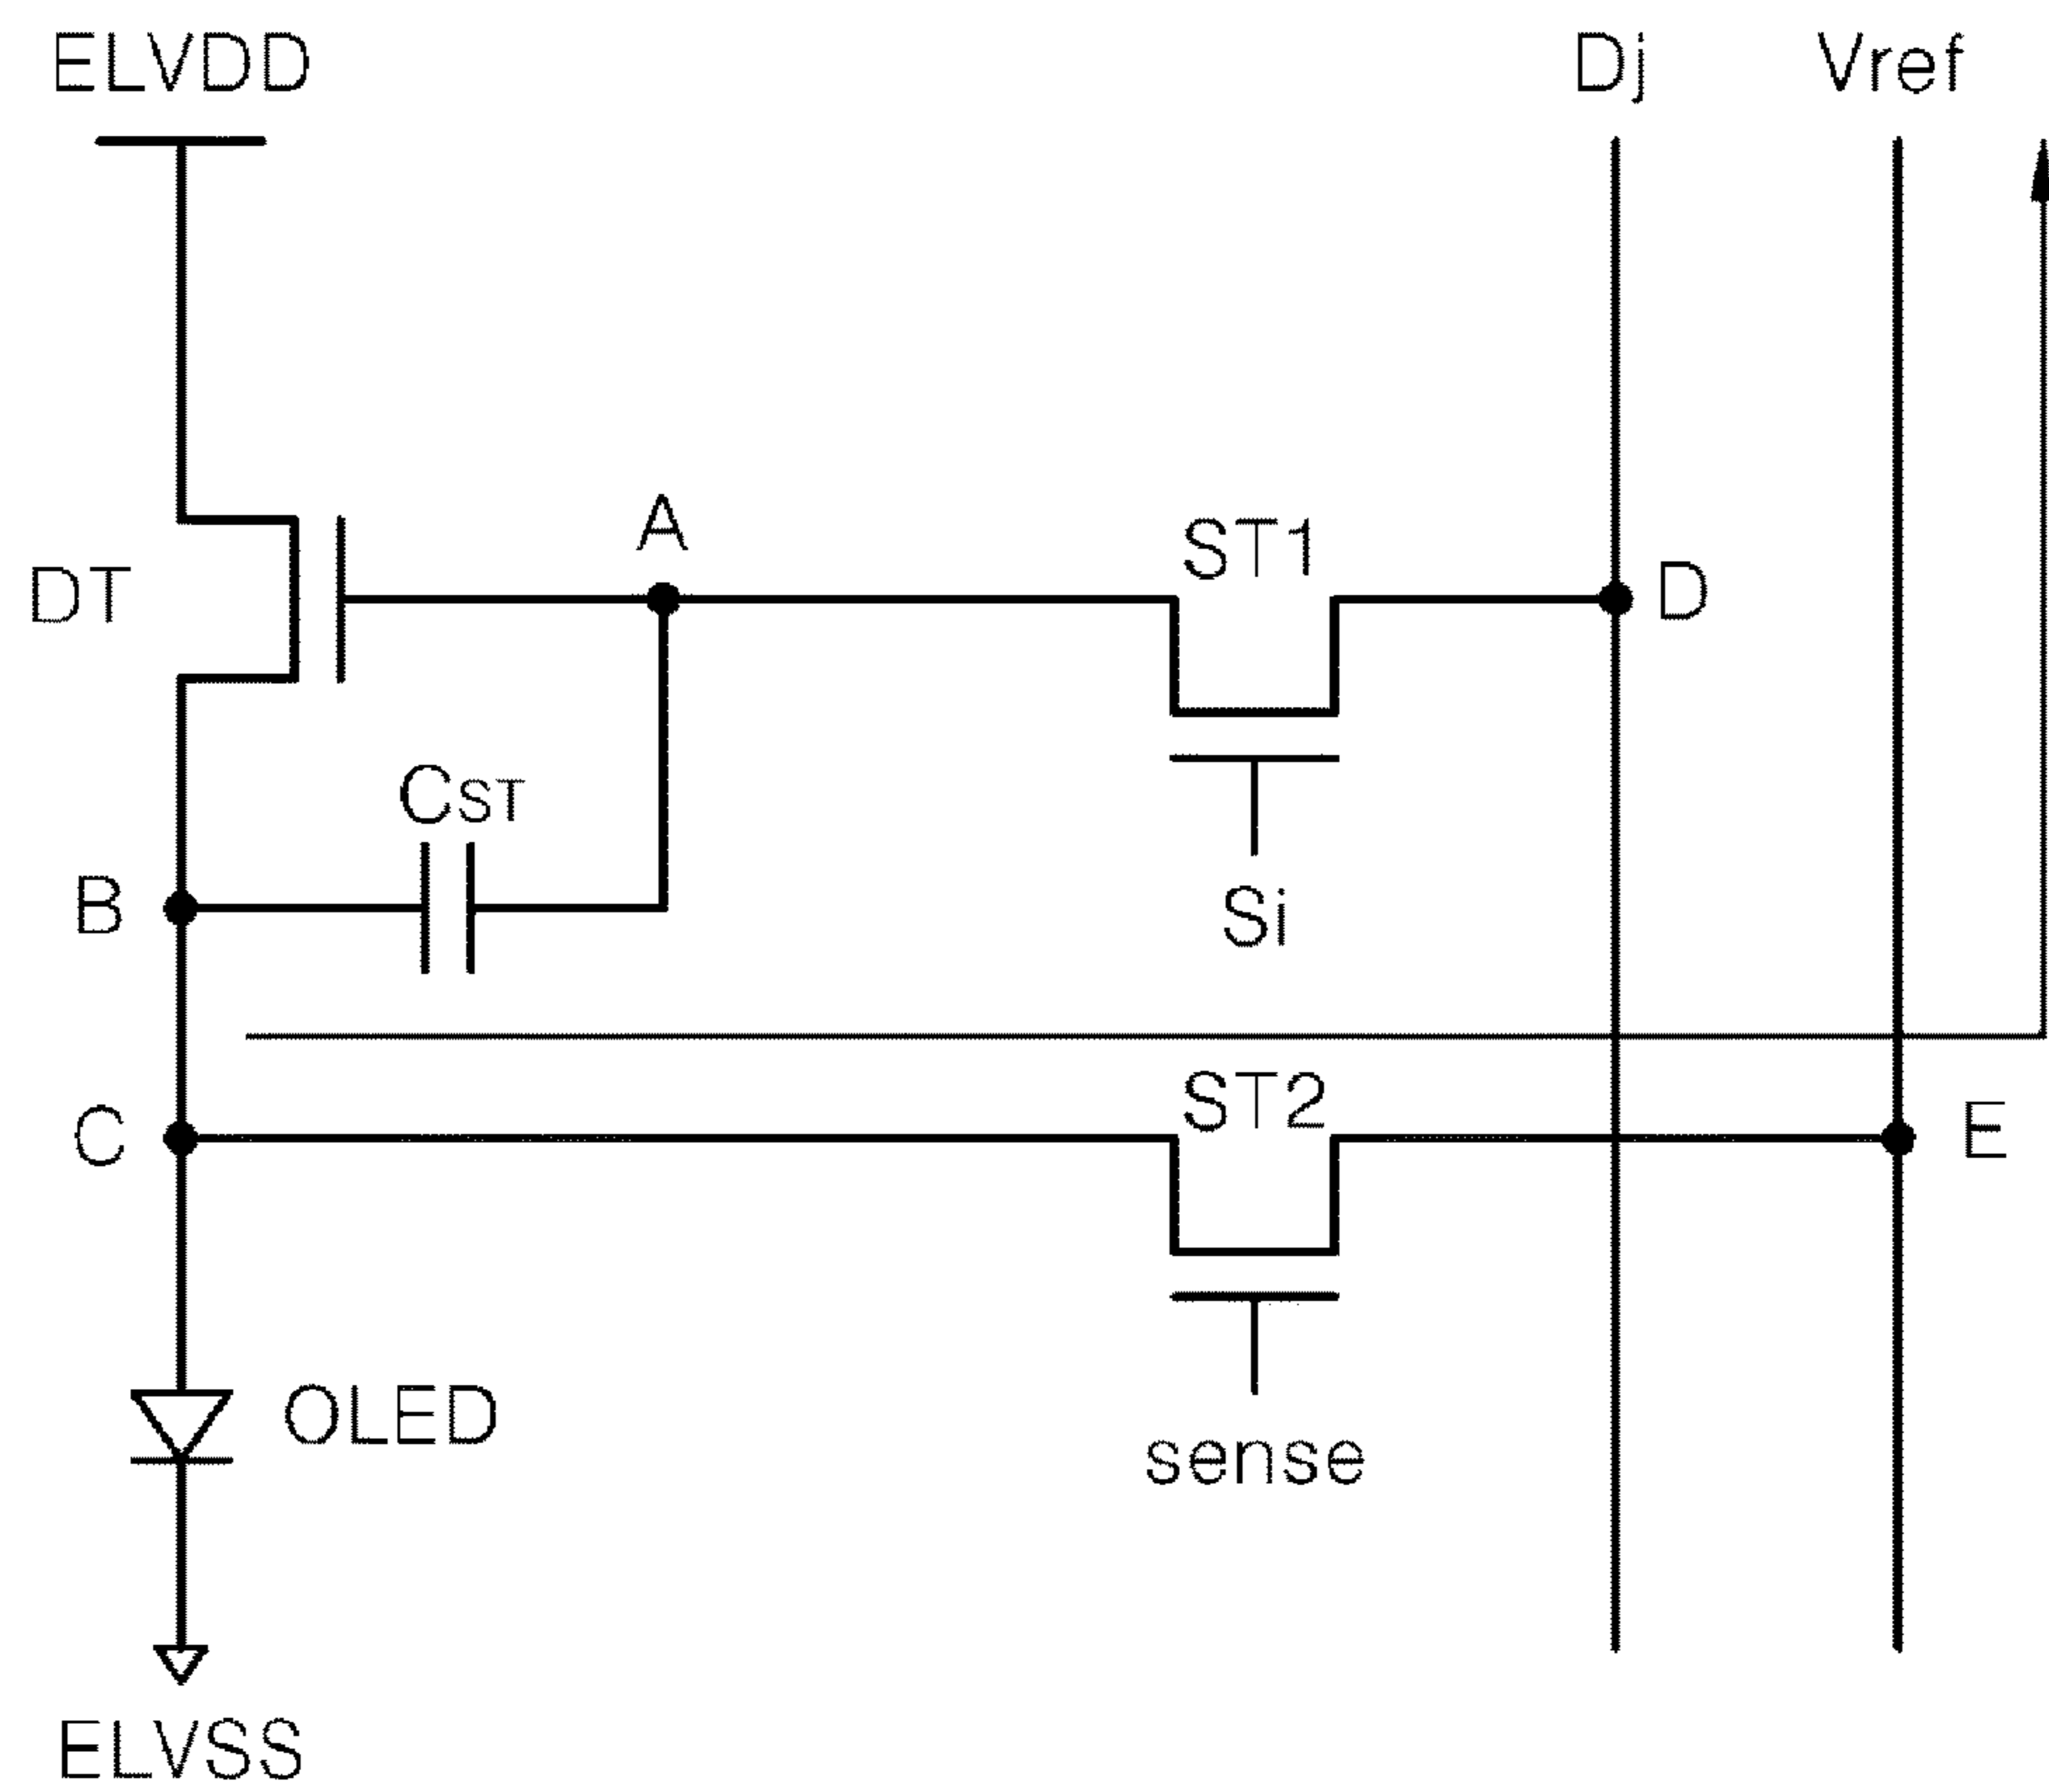 ELVDD
Dj
Vref
A
ST1
DT
D
CST
B
Si
ST2
C
E
OLED
sense
ELVSS